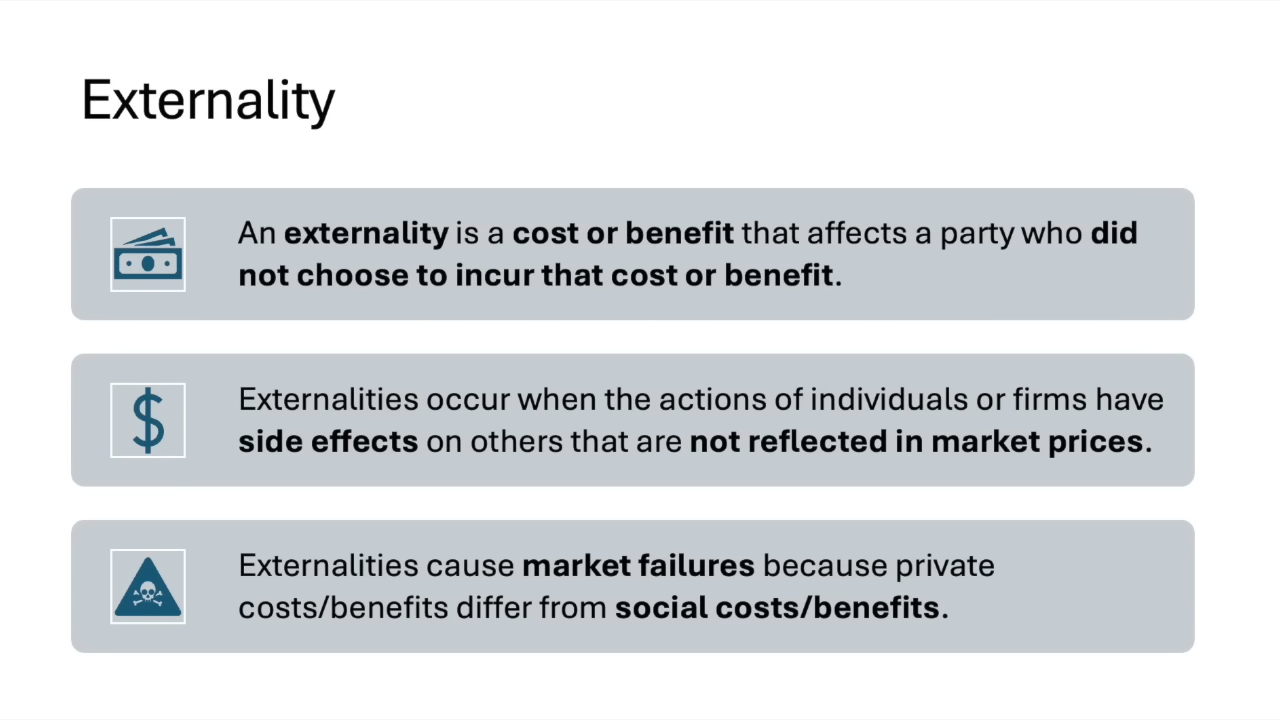 Externality
An externality is a cost or benefit that affects a party who did
not choose to incur that cost or benefit.
Externalities occur when the actions of individuals or firms have
side effects on others that are not reflected in market prices.
Externalities cause market failures because private
costs/benefits differ from social costs/benefits.